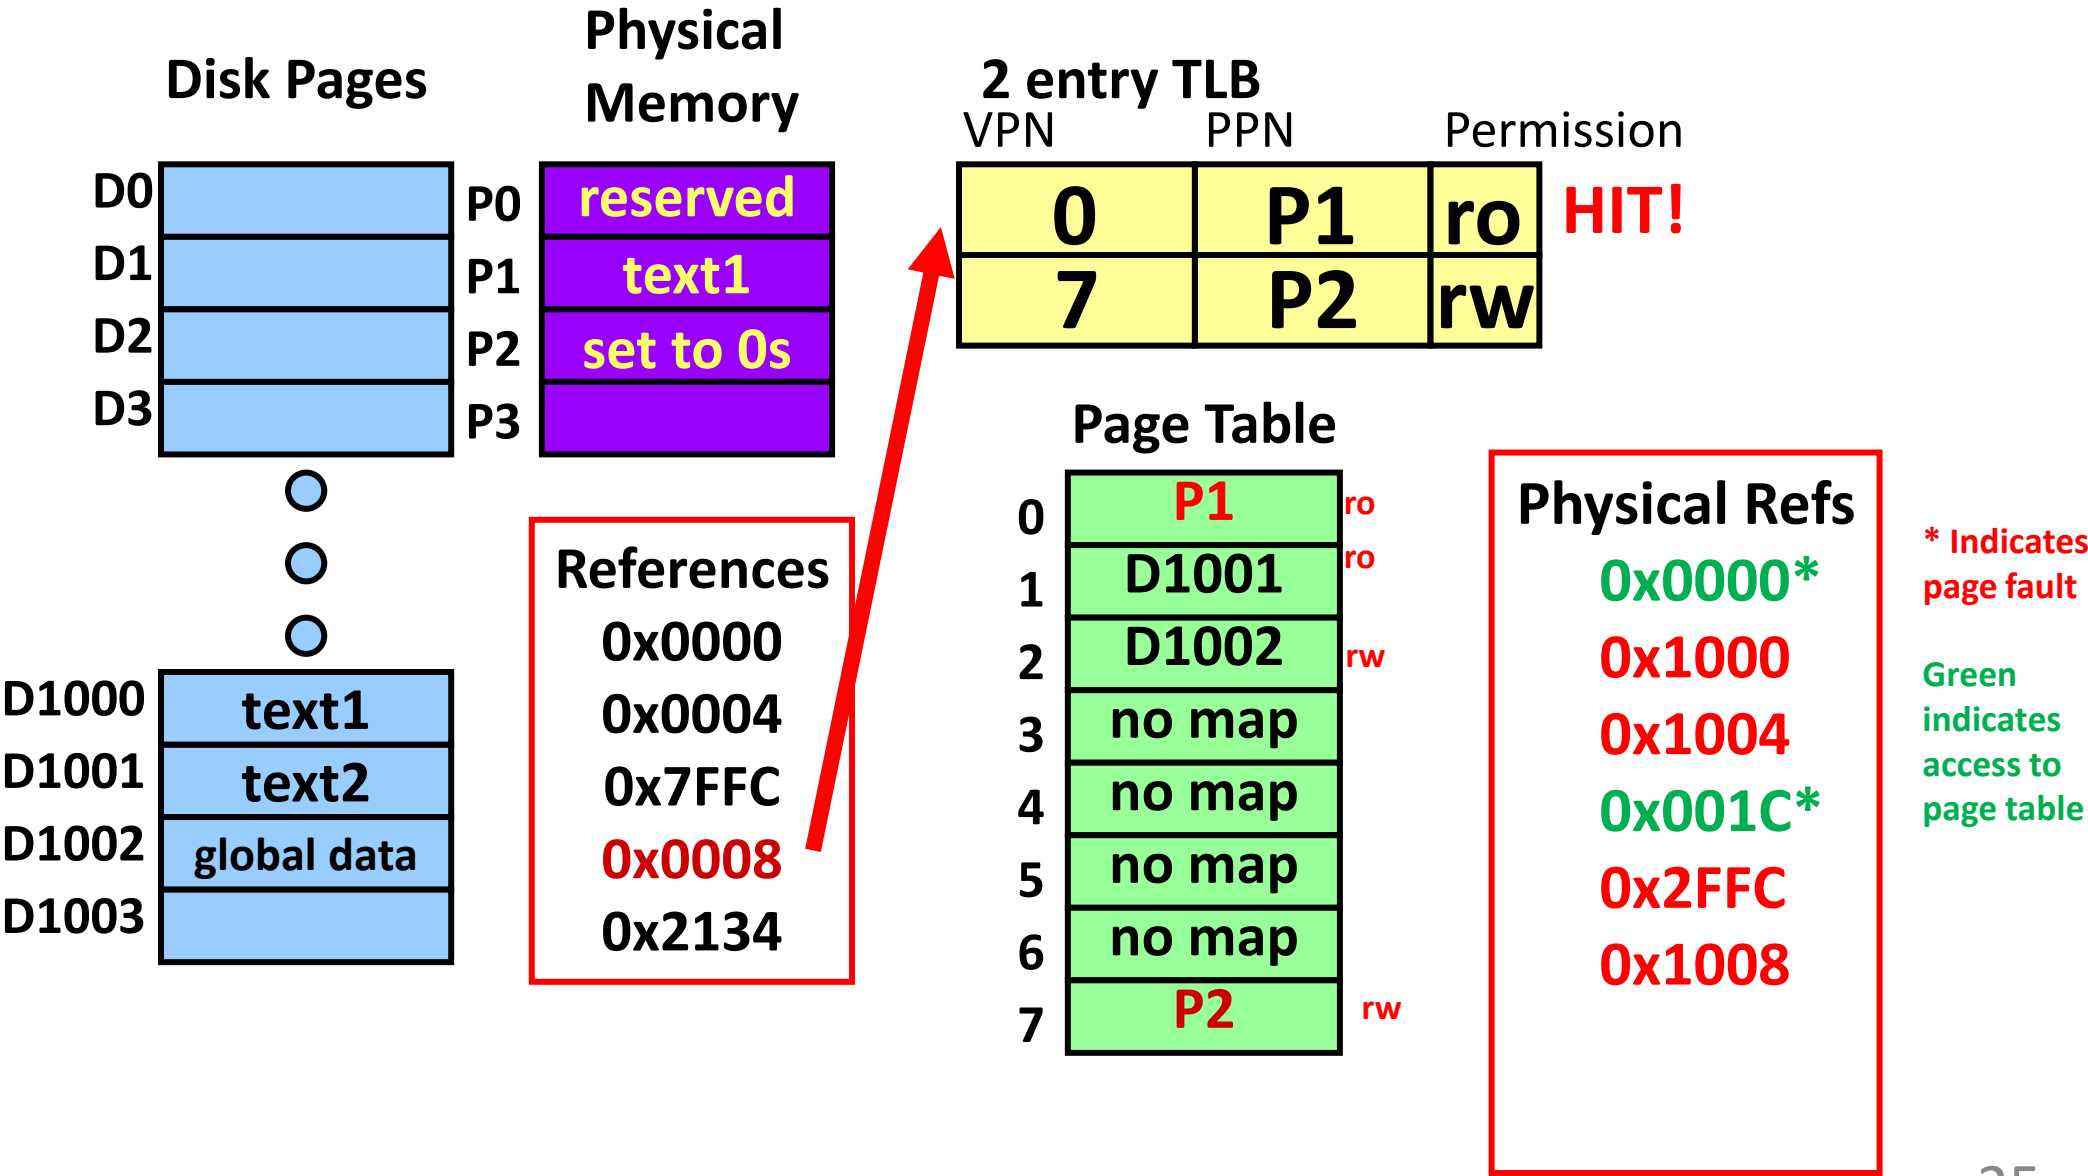 Disk Pages
Physical
Memory
2 entry TLB
VPN PPN Permission
D0
D1
D2
D3
P0 reserved
P1 text1
P2 set to 0s
P3
0 P1 ro HIT!
7 P2 rw
D1000 text1
D1001 text2
D1002 global data
D1003
References
0x0000
0x0004
0x7FFC
0x0008
0x2134
Page Table
0 P1 ro
1 D1001 ro
2 D1002 rw
3 no map
4 no map
5 no map
6 no map
7 P2 rw
Physical Refs
0x0000*
0x1000
0x1004
0x001C*
0x2FFC
0x1008
* Indicates
page fault
Green
indicates
access to
page table